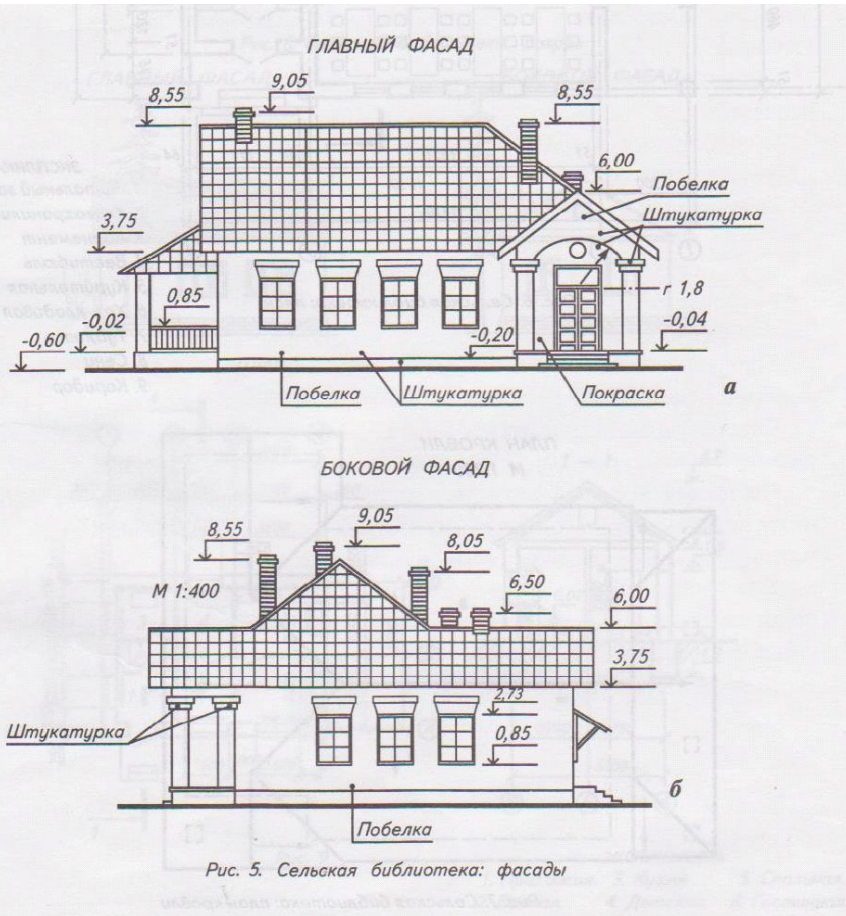 ГЛАВНЫЙ ФАСАД
9,05
8,55
8,55
6,00
Побелка
Штукатурка
3,75
0,85
г 1,8
-0,02
-0,04
-0,60
-0,20
Побелка
Штукатурка
Покраска
а
БОКОВОЙ ФАСАД
9,05
8,55
8,05
М 1:400
6,50
6,00
3,75
2,73
Штукатурка
0,85
б
Побелка
Рис. 5. Сельская библиотека: фасады